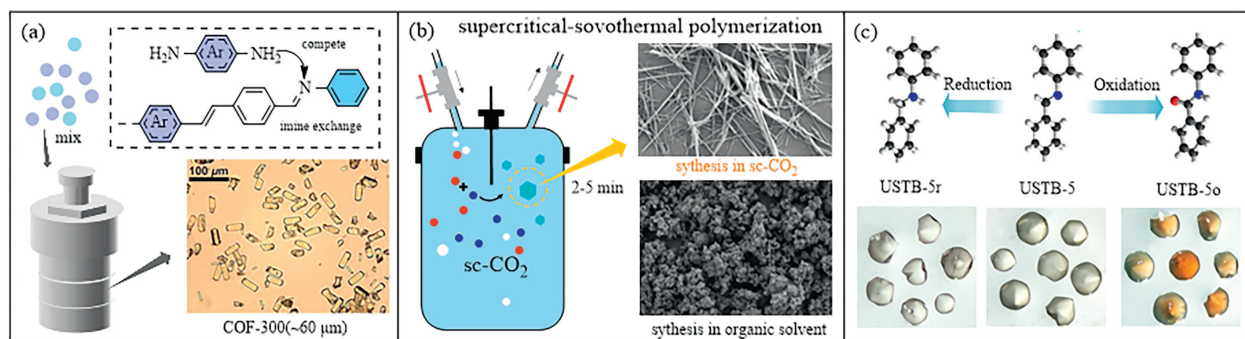 (a)
mix
H₂N
Ar
NH₂
compete
N
Ar
imine exchange
100 μm
COF-300(~60 μm)
(b)
supercritical-sovothermal polymerization
2-5 min
sc-CO₂
sythesis in sc-CO₂
sythesis in organic solvent
(c)
Reduction
Oxidation
USTB-5r
USTB-5
USTB-5o